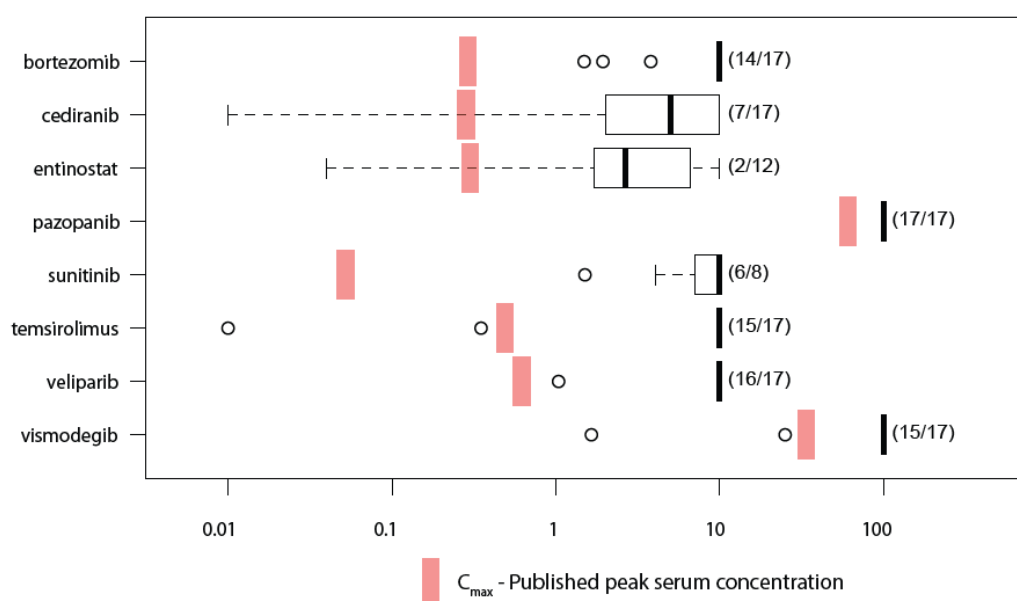 bortezomib (14/17)
cediranib (7/17)
entinostat (2/12)
pazopanib (17/17)
sunitinib (6/8)
temsirolimus (15/17)
veliparib (16/17)
vismodegib (15/17)
0.01 0.1 1 10 100
Cmax - Published peak serum concentration